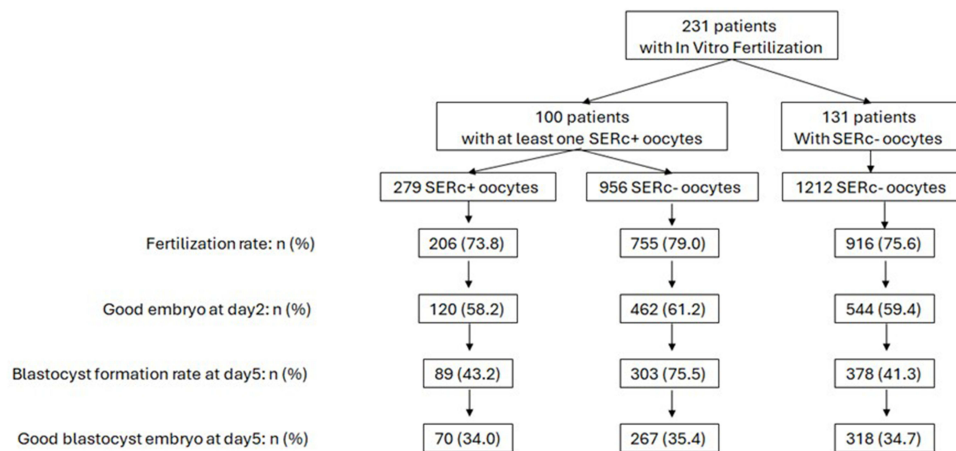 231 patients
with In Vitro Fertilization
100 patients
with at least one SERc+ oocytes
131 patients
With SERc- oocytes
279 SERc+ oocytes
956 SERc- oocytes
1212 SERc- oocytes
Fertilization rate: n (%)
206 (73.8)
755 (79.0)
916 (75.6)
Good embryo at day2: n (%)
120 (58.2)
462 (61.2)
544 (59.4)
Blastocyst formation rate at day5: n (%)
89 (43.2)
303 (75.5)
378 (41.3)
Good blastocyst embryo at day5: n (%)
70 (34.0)
267 (35.4)
318 (34.7)